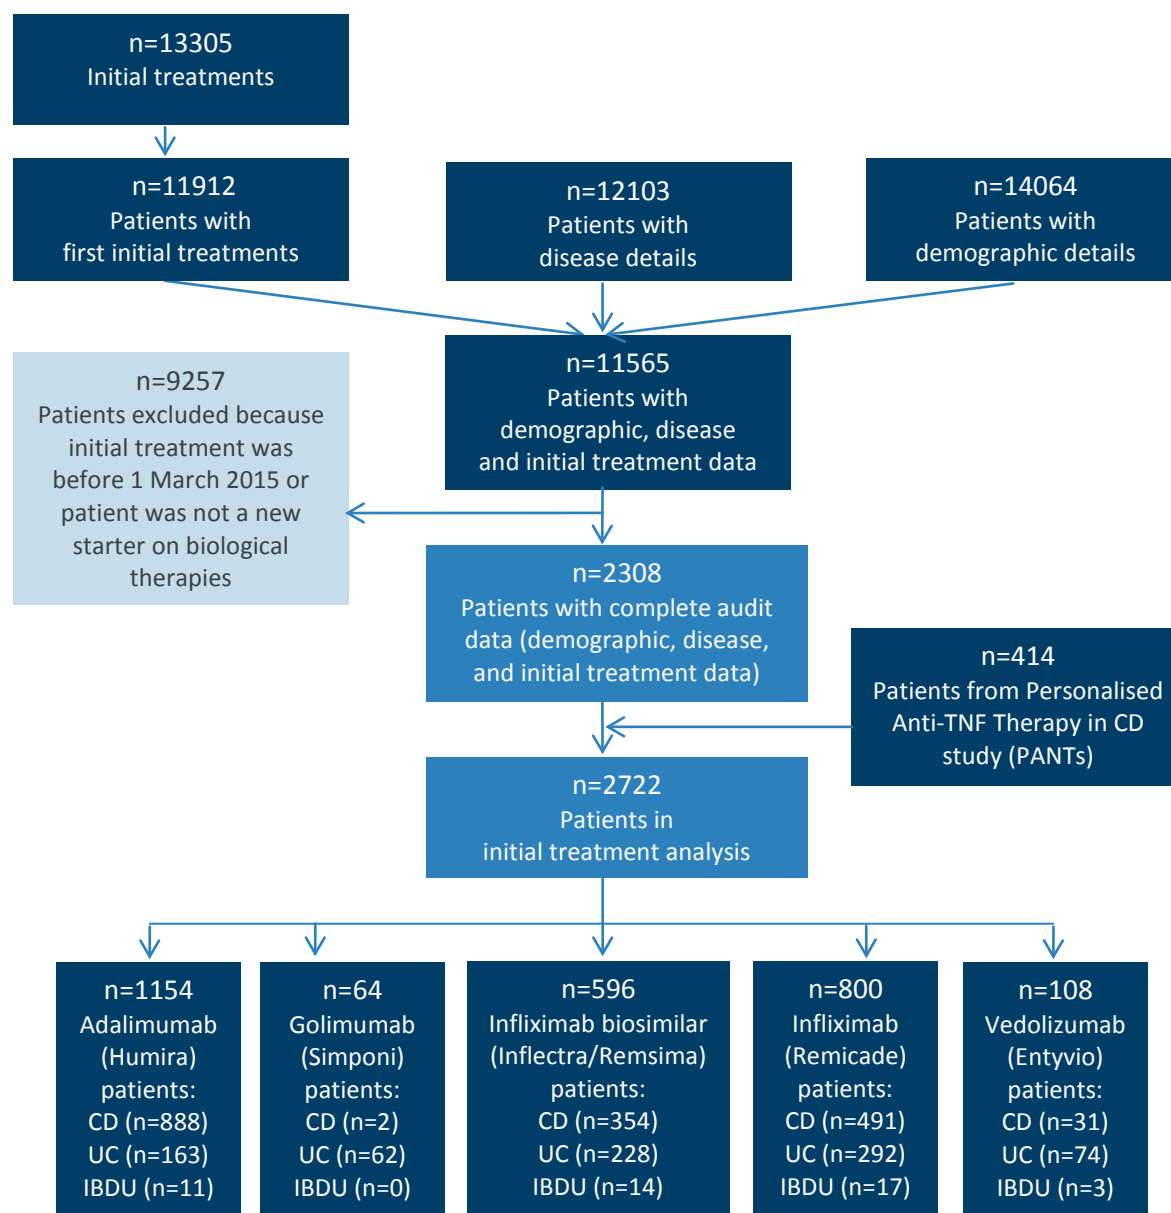 n=13305
Initial treatments
n=11912
Patients with
first initial treatments
n=12103
Patients with
disease details
n=14064
Patients with
demographic details
n=11565
Patients with
demographic, disease
and initial treatment data
n=9257
Patients excluded because
initial treatment was
before 1 March 2015 or
patient was not a new
starter on biological
therapies
n=2308
Patients with complete audit
data (demographic, disease,
and initial treatment data)
n=414
Patients from Personalised
Anti-TNF Therapy in CD
study (PANTs)
n=2722
Patients in
initial treatment analysis
n=1154
Adalimumab
(Humira)
patients:
CD (n=888)
UC (n=163)
IBDU (n=11)
n=64
Golimumab
(Simponi)
patients:
CD (n=2)
UC (n=62)
IBDU (n=0)
n=596
Infliximab biosimilar
(Inflectra/Remsima)
patients:
CD (n=354)
UC (n=228)
IBDU (n=14)
n=800
Infliximab
(Remicade)
patients:
CD (n=491)
UC (n=292)
IBDU (n=17)
n=108
Vedolizumab
(Entyvio)
patients:
CD (n=31)
UC (n=74)
IBDU (n=3)